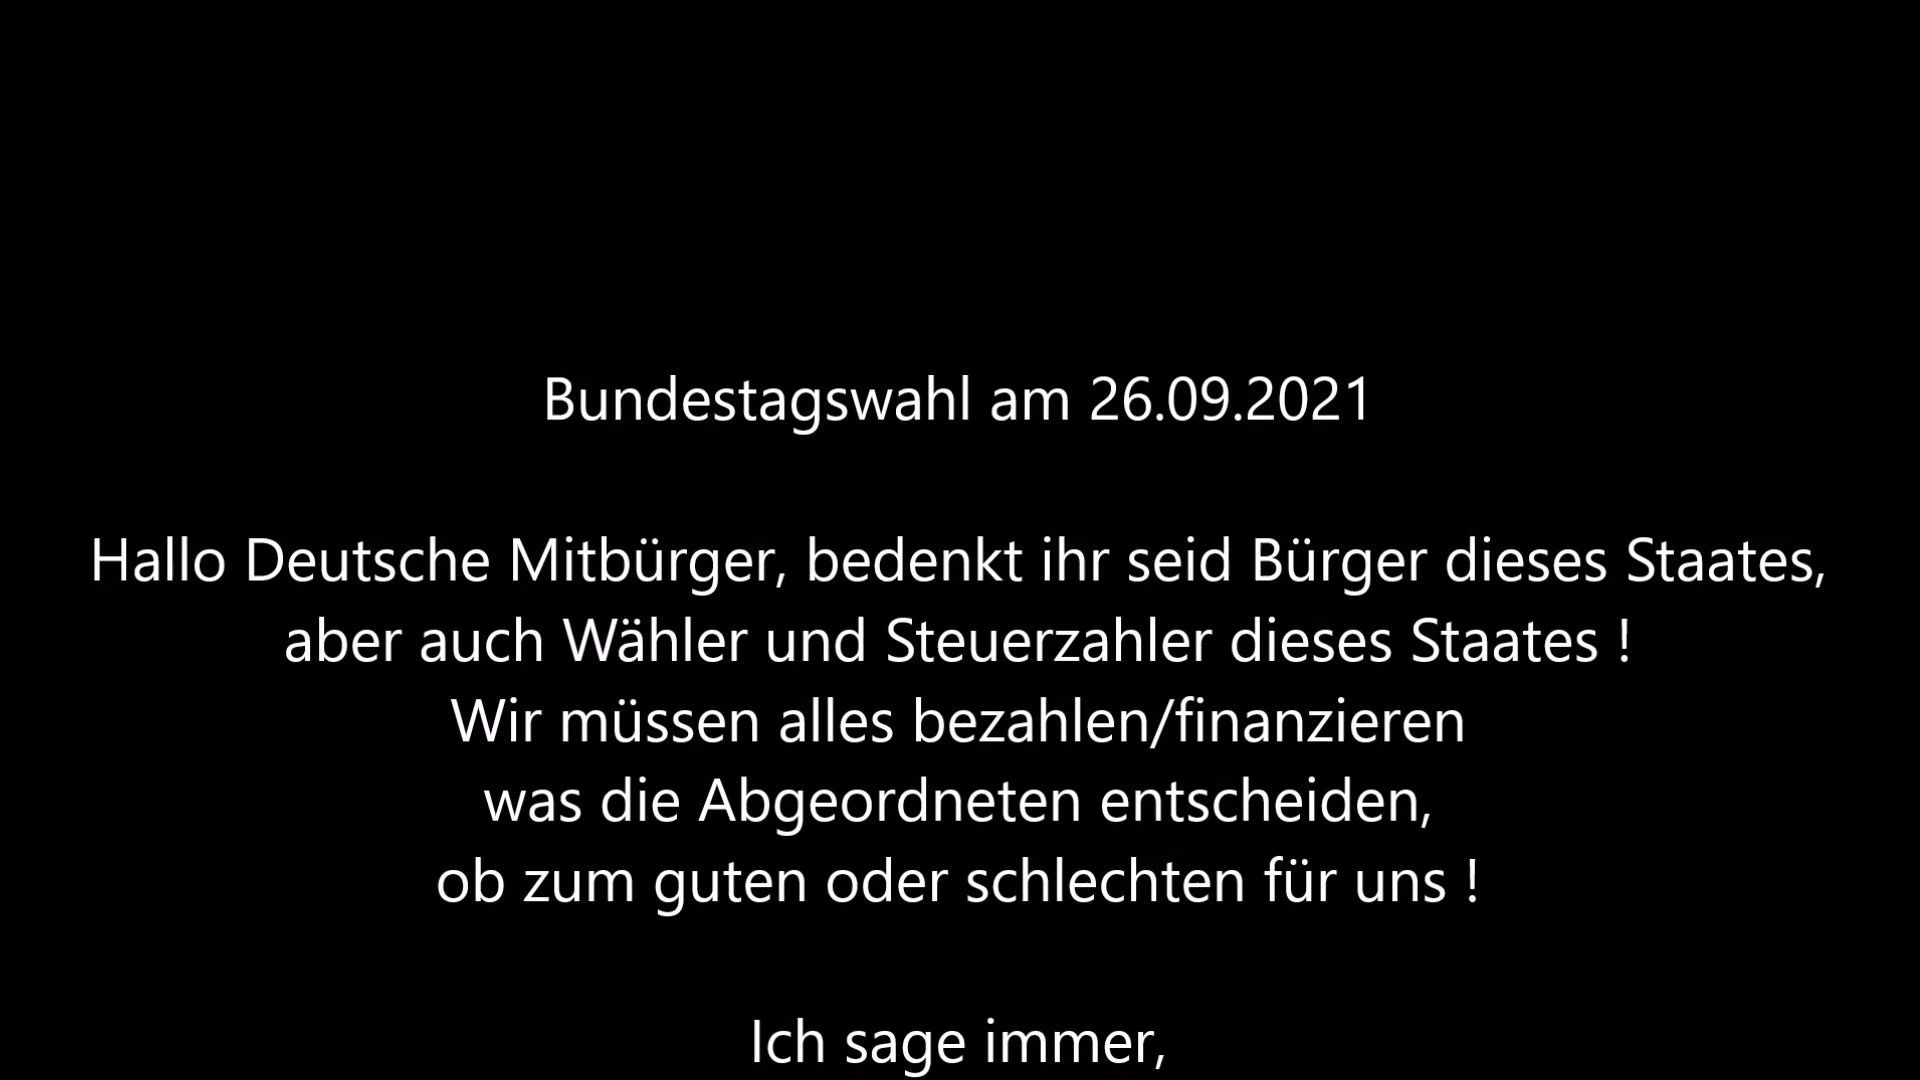 Bundestagswahl am 26.09.2021
Hallo Deutsche Mitbürger, bedenkt ihr seid Bürger dieses Staates,
aber auch Wähler und Steuerzahler dieses Staates !
Wir müssen alles bezahlen/finanzieren
was die Abgeordneten entscheiden,
ob zum guten oder schlechten für uns !
Ich sage immer,